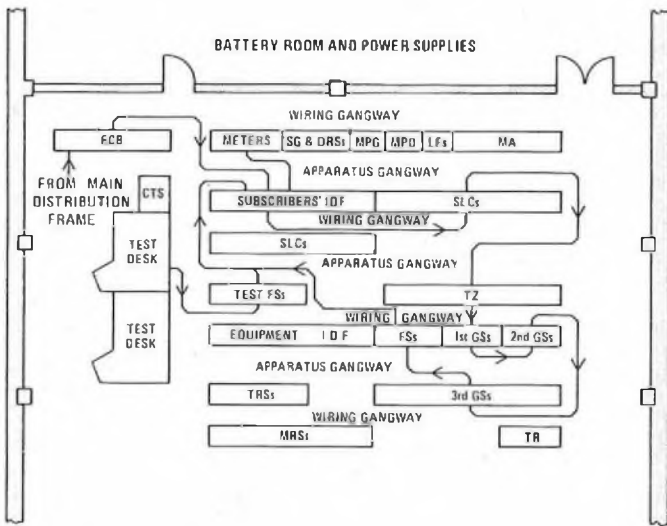 BATTERY ROOM AND POWER SUPPLIES
WIRING GANGWAY
FCB
METERS SG & DRSs MPG MPD LFs MA
APPARATUS GANGWAY
FROM MAIN
DISTRIBUTION
FRAME
CTS
SUBSCRIBERS' IDF SLCs
WIRING GANGWAY
TEST
DESK
SLCs
APPARATUS GANGWAY
TEST FSs TZ
WIRING GANGWAY
TEST
DESK
EQUIPMENT IDF FSs 1st GSs 2nd GSs
APPARATUS GANGWAY
TRSs 3rd GSs
WIRING GANGWAY
MRSs TR